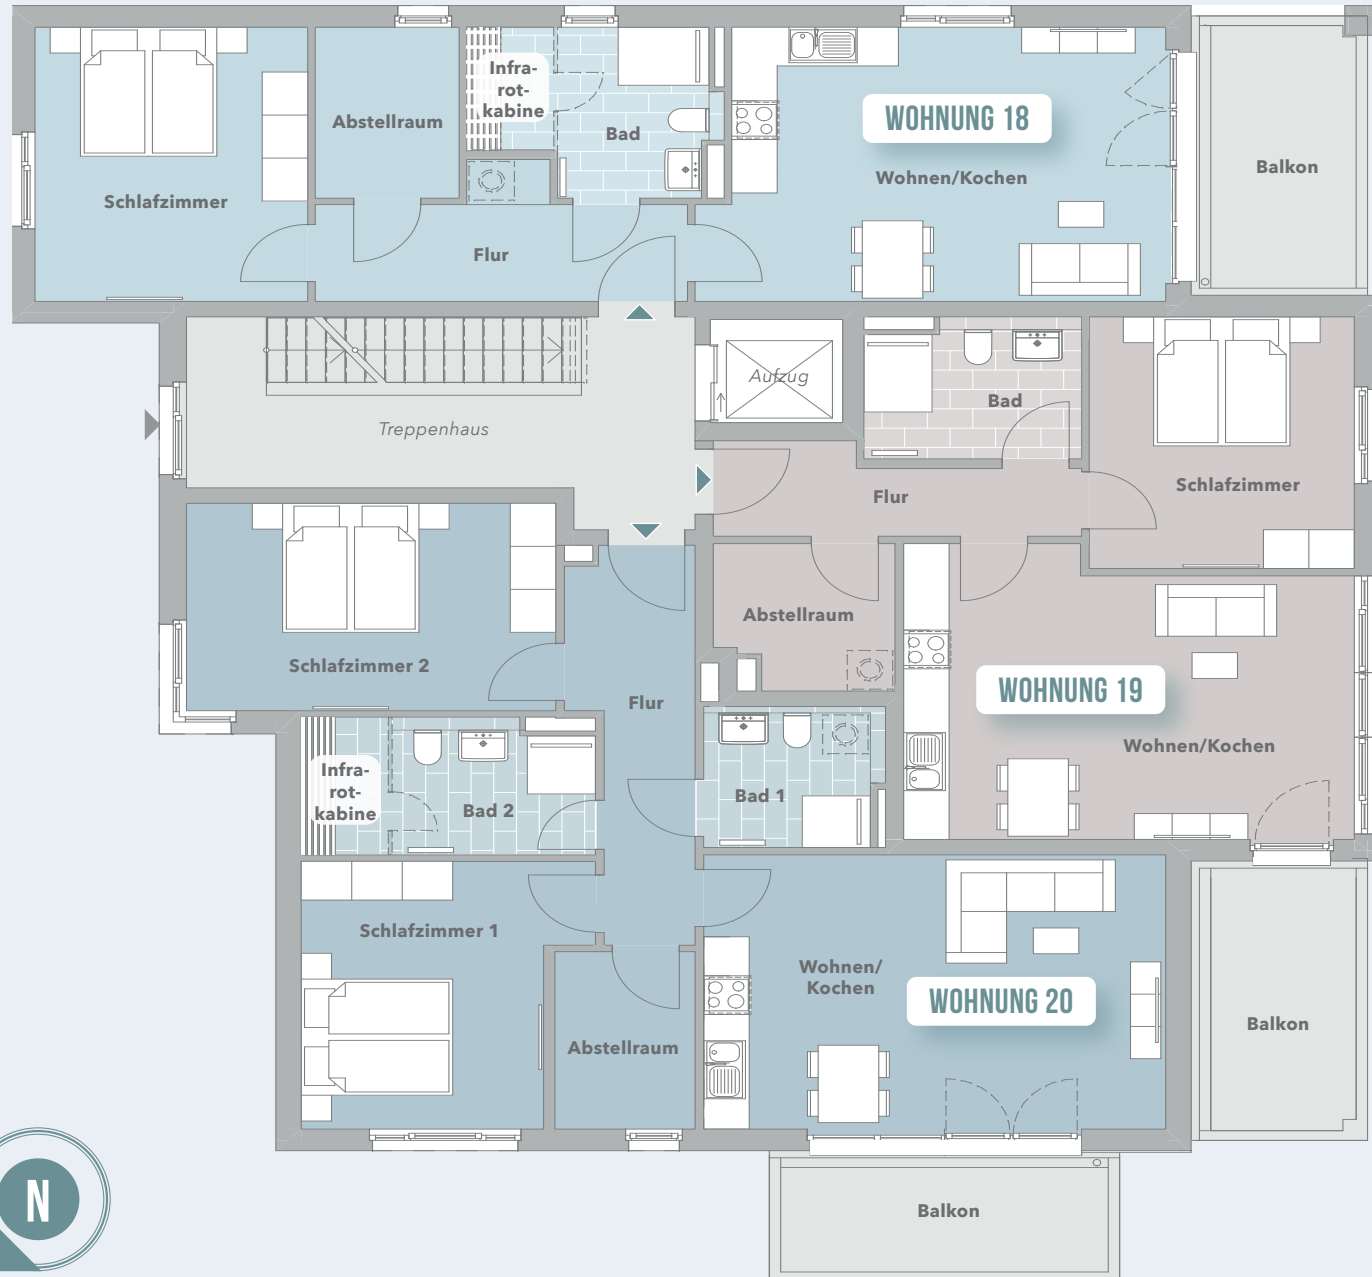 Infra-
rot-
kabine
Abstellraum
Bad
WOHNUNG 18
Wohnen/Kochen
Balkon
Schlafzimmer
Flur
Aufzug
Treppenhaus
Bad
Schlafzimmer
Flur
Abstellraum
WOHNUNG 19
Wohnen/Kochen
Schlafzimmer 2
Flur
Infra-
rot-
kabine
Bad 2
Bad 1
Schlafzimmer 1
Wohnen/
Kochen
WOHNUNG 20
Abstellraum
Balkon
Balkon
N